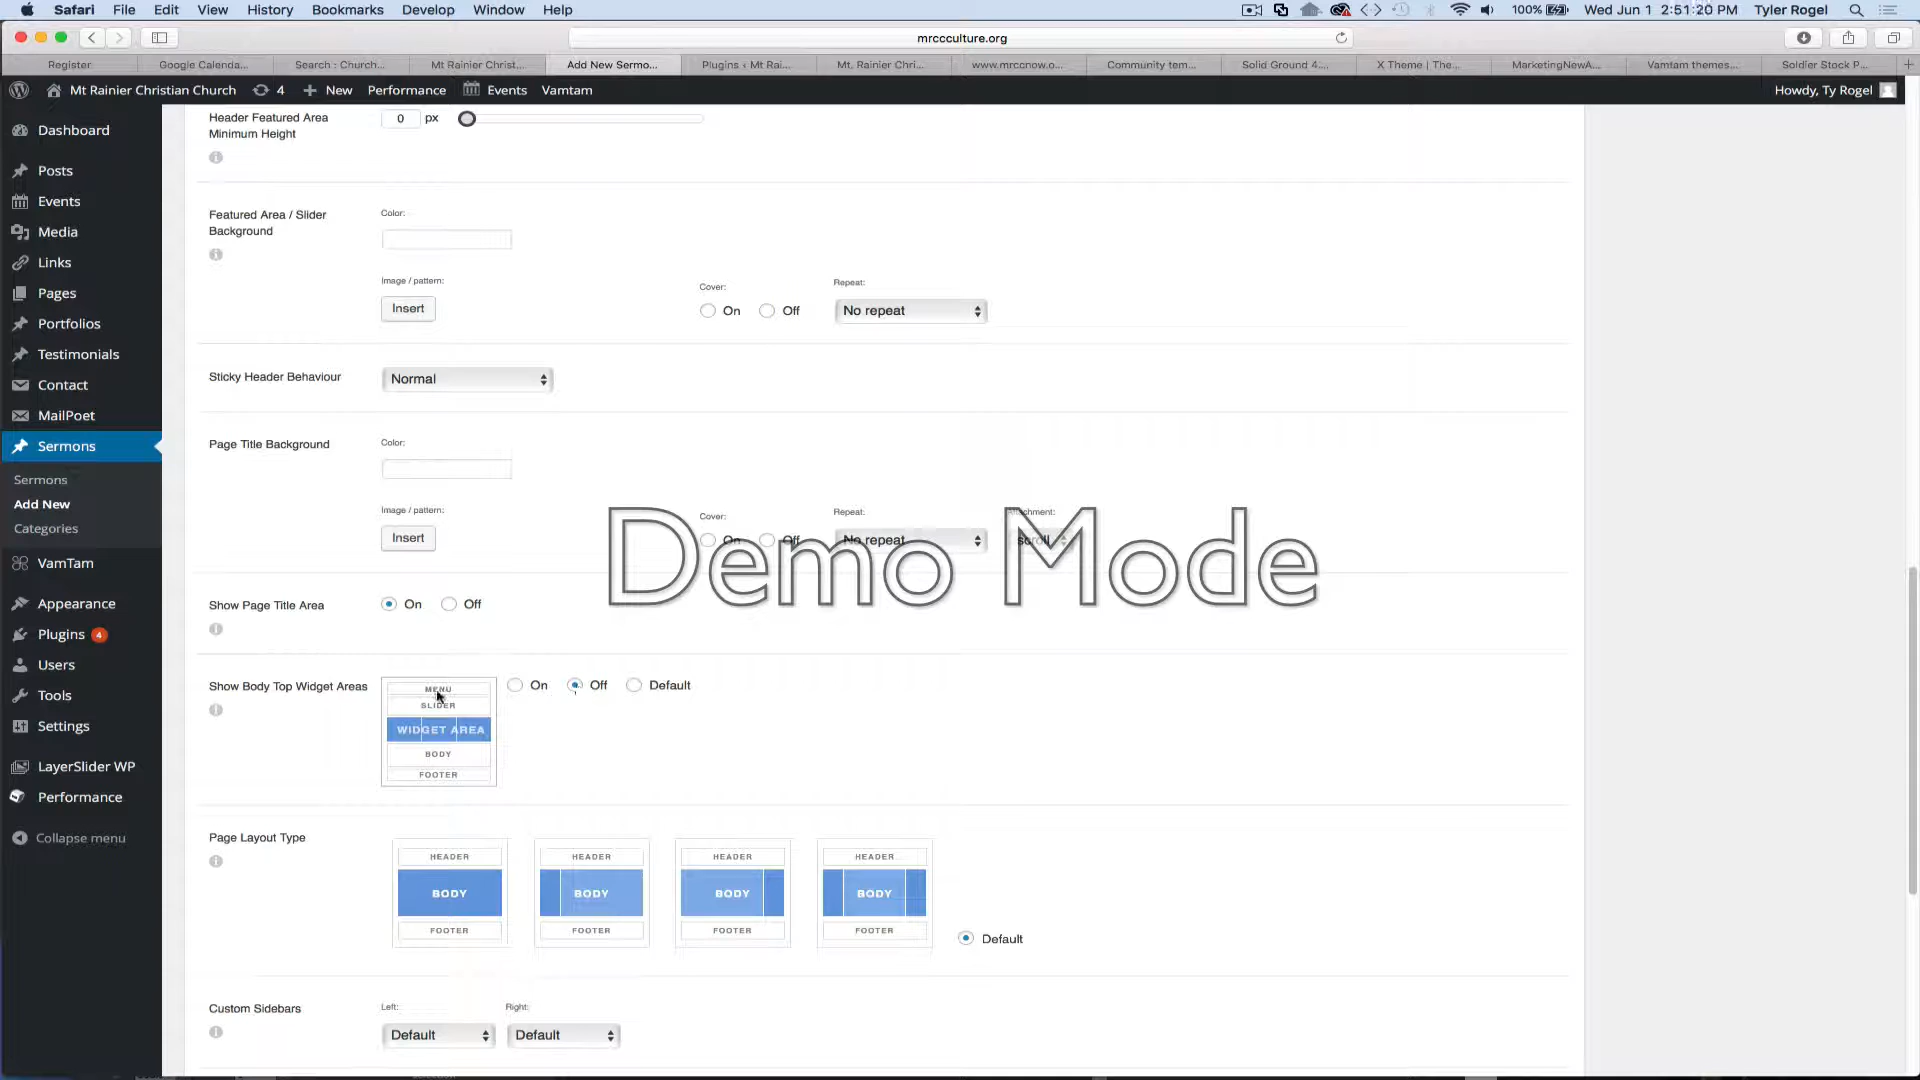 Safari File Edit View History Bookmarks Develop Window Help 100% Wed Jun 1 2:51:20 PM Tyler Rogel
mrccculture.org
Register Google Calenda... Search : Church... Mt Rainier Christ... Add New Sermo... Plugins ‹ Mt Rai... Mt. Rainier Chri... www.mrccnow.o... Community tem... Solid Ground 4.... X Theme | The... MarketingNewA... Vamtam themes... Soldier Stock P...
Mt Rainier Christian Church 4 New Performance Events Vamtam Howdy, Ty Rogel
Dashboard
Posts
Events
Media
Links
Pages
Portfolios
Testimonials
Contact
MailPoet
Sermons
Sermons
Add New
Categories
VamTam
Appearance
Plugins 4
Users
Tools
Settings
LayerSlider WP
Performance
Collapse menu
Header Featured Area
Minimum Height
0 px
Featured Area / Slider
Background
Color:
Image / pattern:
Insert
Cover:
On Off
Repeat:
No repeat
Sticky Header Behaviour
Normal
Page Title Background
Color:
Image / pattern:
Insert
Cover:
On Off
Repeat:
No repeat
Attachment:
scroll
Demo Mode
Show Page Title Area
On Off
Show Body Top Widget Areas
MENU
SLIDER
WIDGET AREA
BODY
FOOTER
On Off Default
Page Layout Type
HEADER HEADER HEADER HEADER
BODY BODY BODY BODY
FOOTER FOOTER FOOTER FOOTER
Default
Custom Sidebars
Left: Right:
Default Default